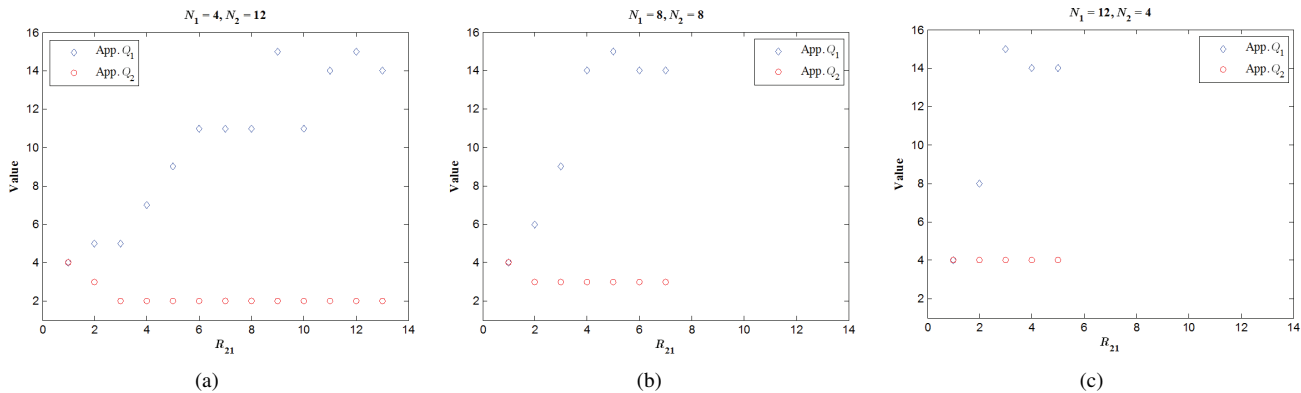 N1 = 4, N2 = 12
App. Q1
App. Q2
Value
16
14
12
10
8
6
4
2
0 2 4 6 8 10 12 14
R21
(a)
N1 = 8, N2 = 8
App. Q1
App. Q2
Value
16
14
12
10
8
6
4
2
0 2 4 6 8 10 12 14
R21
(b)
N1 = 12, N2 = 4
App. Q1
App. Q2
Value
16
14
12
10
8
6
4
2
0 2 4 6 8 10 12 14
R21
(c)